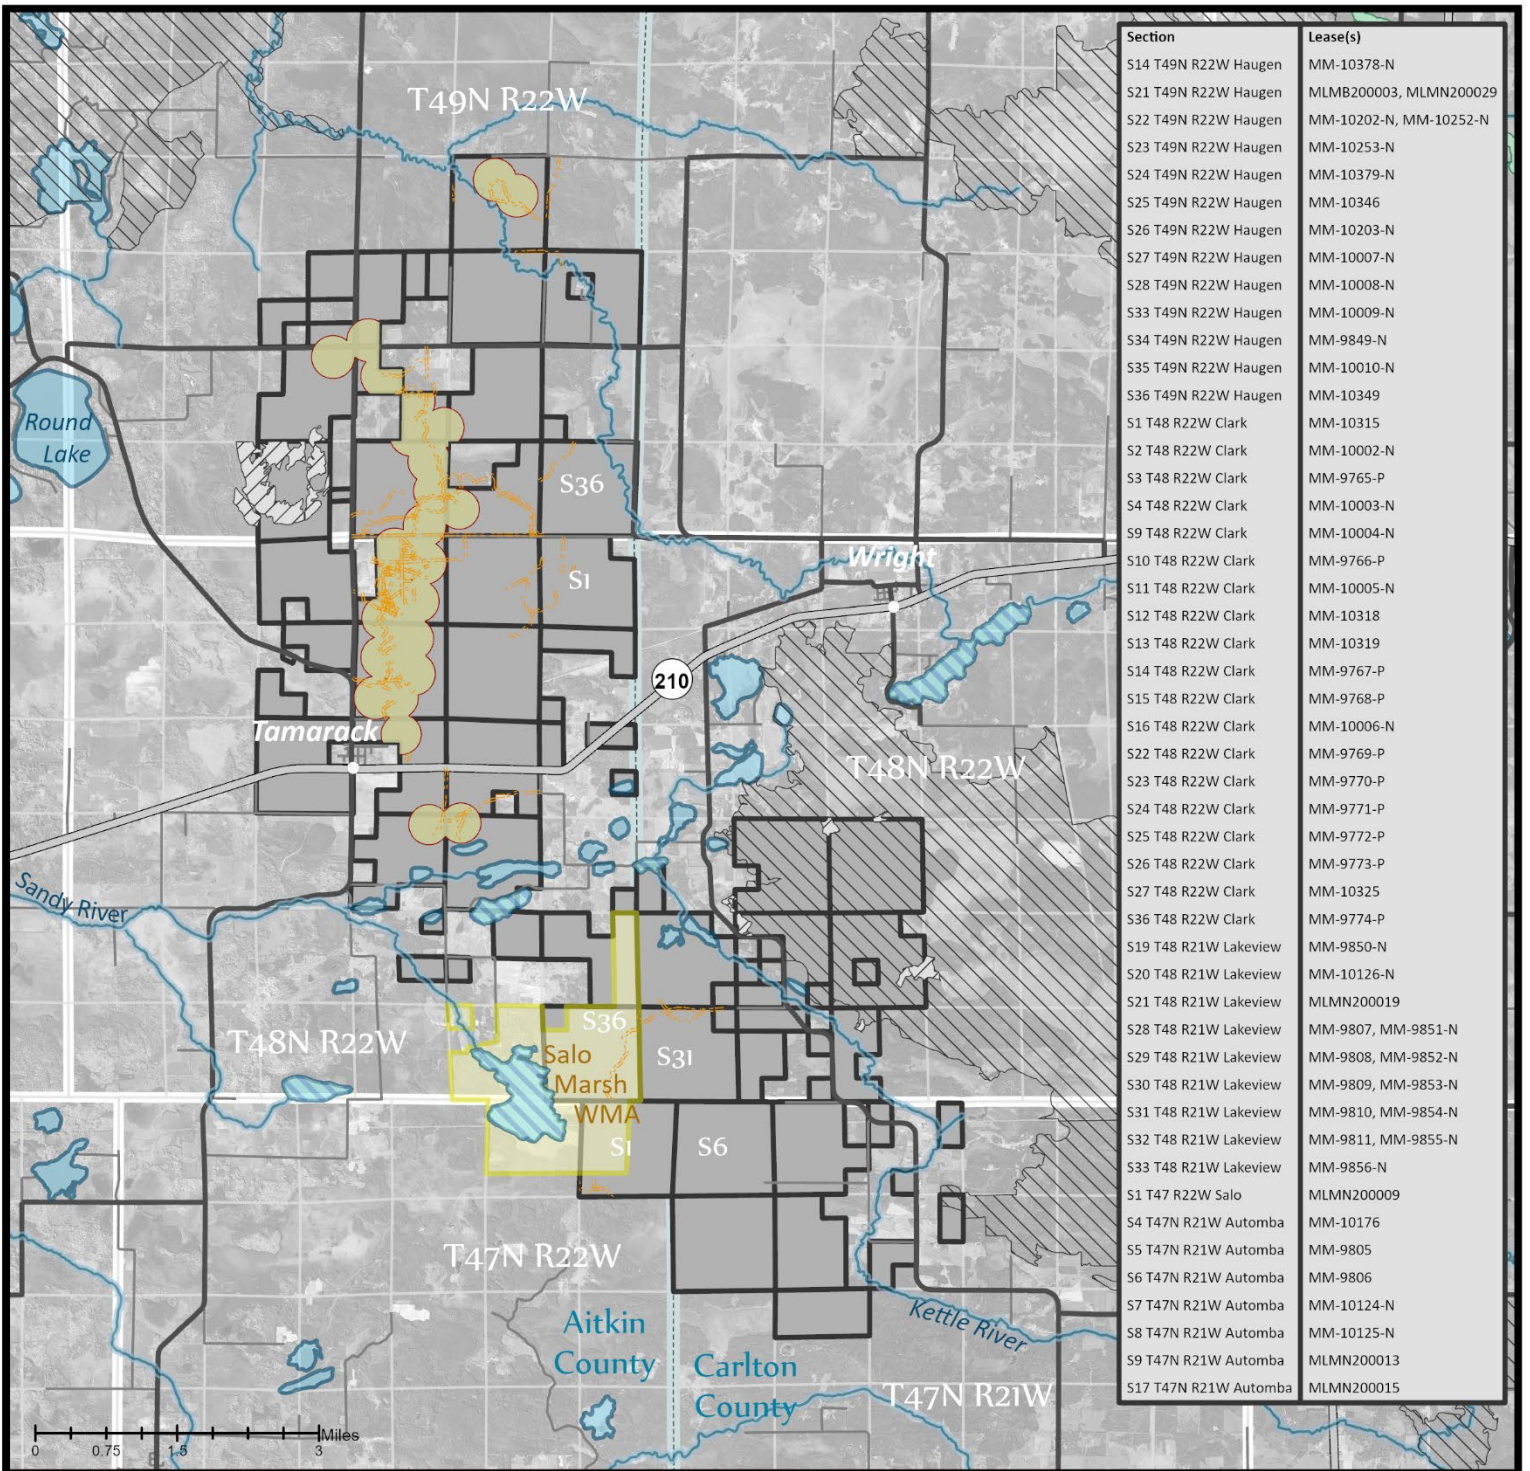 T49N R22W
Round
Lake
S36
S1
Wright
210
Tamarack
T48N R22W
Sandy River
T48N R22W
S36
Salo
Marsh
WMA
S31
S1
S6
T47N R22W
Kettle River
Aitkin
County
Carlton
County
T47N R21W
Miles
0 0.75 1.5 3
Section Lease(s)
S14 T49N R22W Haugen MM-10378-N
S21 T49N R22W Haugen MLMB200003, MLMN200029
S22 T49N R22W Haugen MM-10202-N, MM-10252-N
S23 T49N R22W Haugen MM-10253-N
S24 T49N R22W Haugen MM-10379-N
S25 T49N R22W Haugen MM-10346
S26 T49N R22W Haugen MM-10203-N
S27 T49N R22W Haugen MM-10007-N
S28 T49N R22W Haugen MM-10008-N
S33 T49N R22W Haugen MM-10009-N
S34 T49N R22W Haugen MM-9849-N
S35 T49N R22W Haugen MM-10010-N
S36 T49N R22W Haugen MM-10349
S1 T48 R22W Clark MM-10315
S2 T48 R22W Clark MM-10002-N
S3 T48 R22W Clark MM-9765-P
S4 T48 R22W Clark MM-10003-N
S9 T48 R22W Clark MM-10004-N
S10 T48 R22W Clark MM-9766-P
S11 T48 R22W Clark MM-10005-N
S12 T48 R22W Clark MM-10318
S13 T48 R22W Clark MM-10319
S14 T48 R22W Clark MM-9767-P
S15 T48 R22W Clark MM-9768-P
S16 T48 R22W Clark MM-10006-N
S22 T48 R22W Clark MM-9769-P
S23 T48 R22W Clark MM-9770-P
S24 T48 R22W Clark MM-9771-P
S25 T48 R22W Clark MM-9772-P
S26 T48 R22W Clark MM-9773-P
S27 T48 R22W Clark MM-10325
S36 T48 R22W Clark MM-9774-P
S19 T48 R21W Lakeview MM-9850-N
S20 T48 R21W Lakeview MM-10126-N
S21 T48 R21W Lakeview MLMN200019
S28 T48 R21W Lakeview MM-9807, MM-9851-N
S29 T48 R21W Lakeview MM-9808, MM-9852-N
S30 T48 R21W Lakeview MM-9809, MM-9853-N
S31 T48 R21W Lakeview MM-9810, MM-9854-N
S32 T48 R21W Lakeview MM-9811, MM-9855-N
S33 T48 R21W Lakeview MM-9856-N
S1 T47 R22W Salo MLMN200009
S4 T47N R21W Automba MM-10176
S5 T47N R21W Automba MM-9805
S6 T47N R21W Automba MM-9806
S7 T47N R21W Automba MM-10124-N
S8 T47N R21W Automba MM-10125-N
S9 T47N R21W Automba MLMN200013
S17 T47N R21W Automba MLMN200015